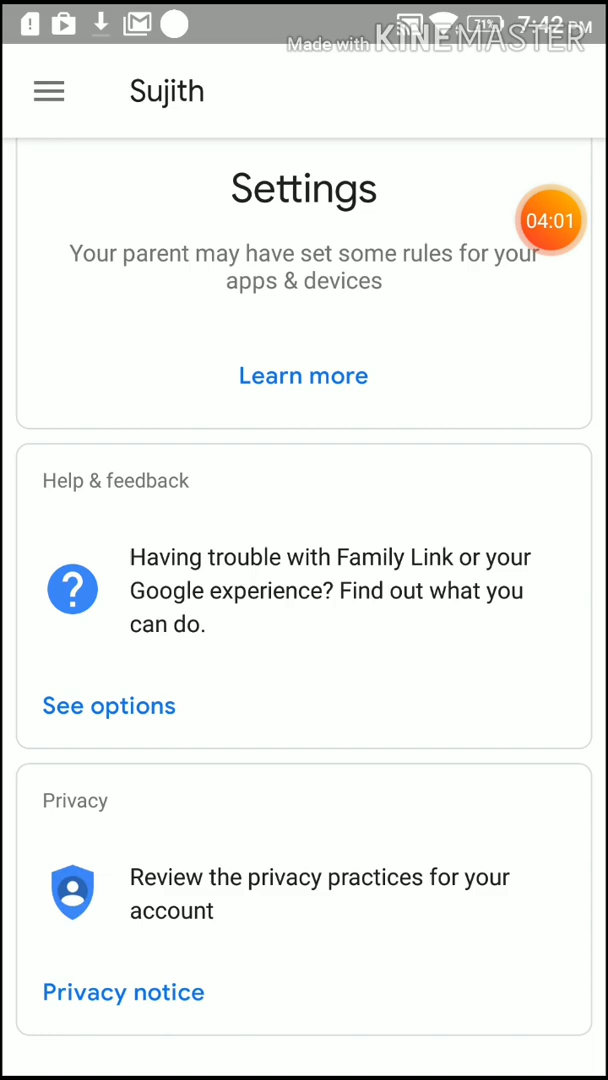 71%
7:42 PM
Made with KINEMASTER
Sujith
Settings
04:01
Your parent may have set some rules for your
apps & devices
Learn more
Help & feedback
Having trouble with Family Link or your
Google experience? Find out what you
can do.
See options
Privacy
Review the privacy practices for your
account
Privacy notice